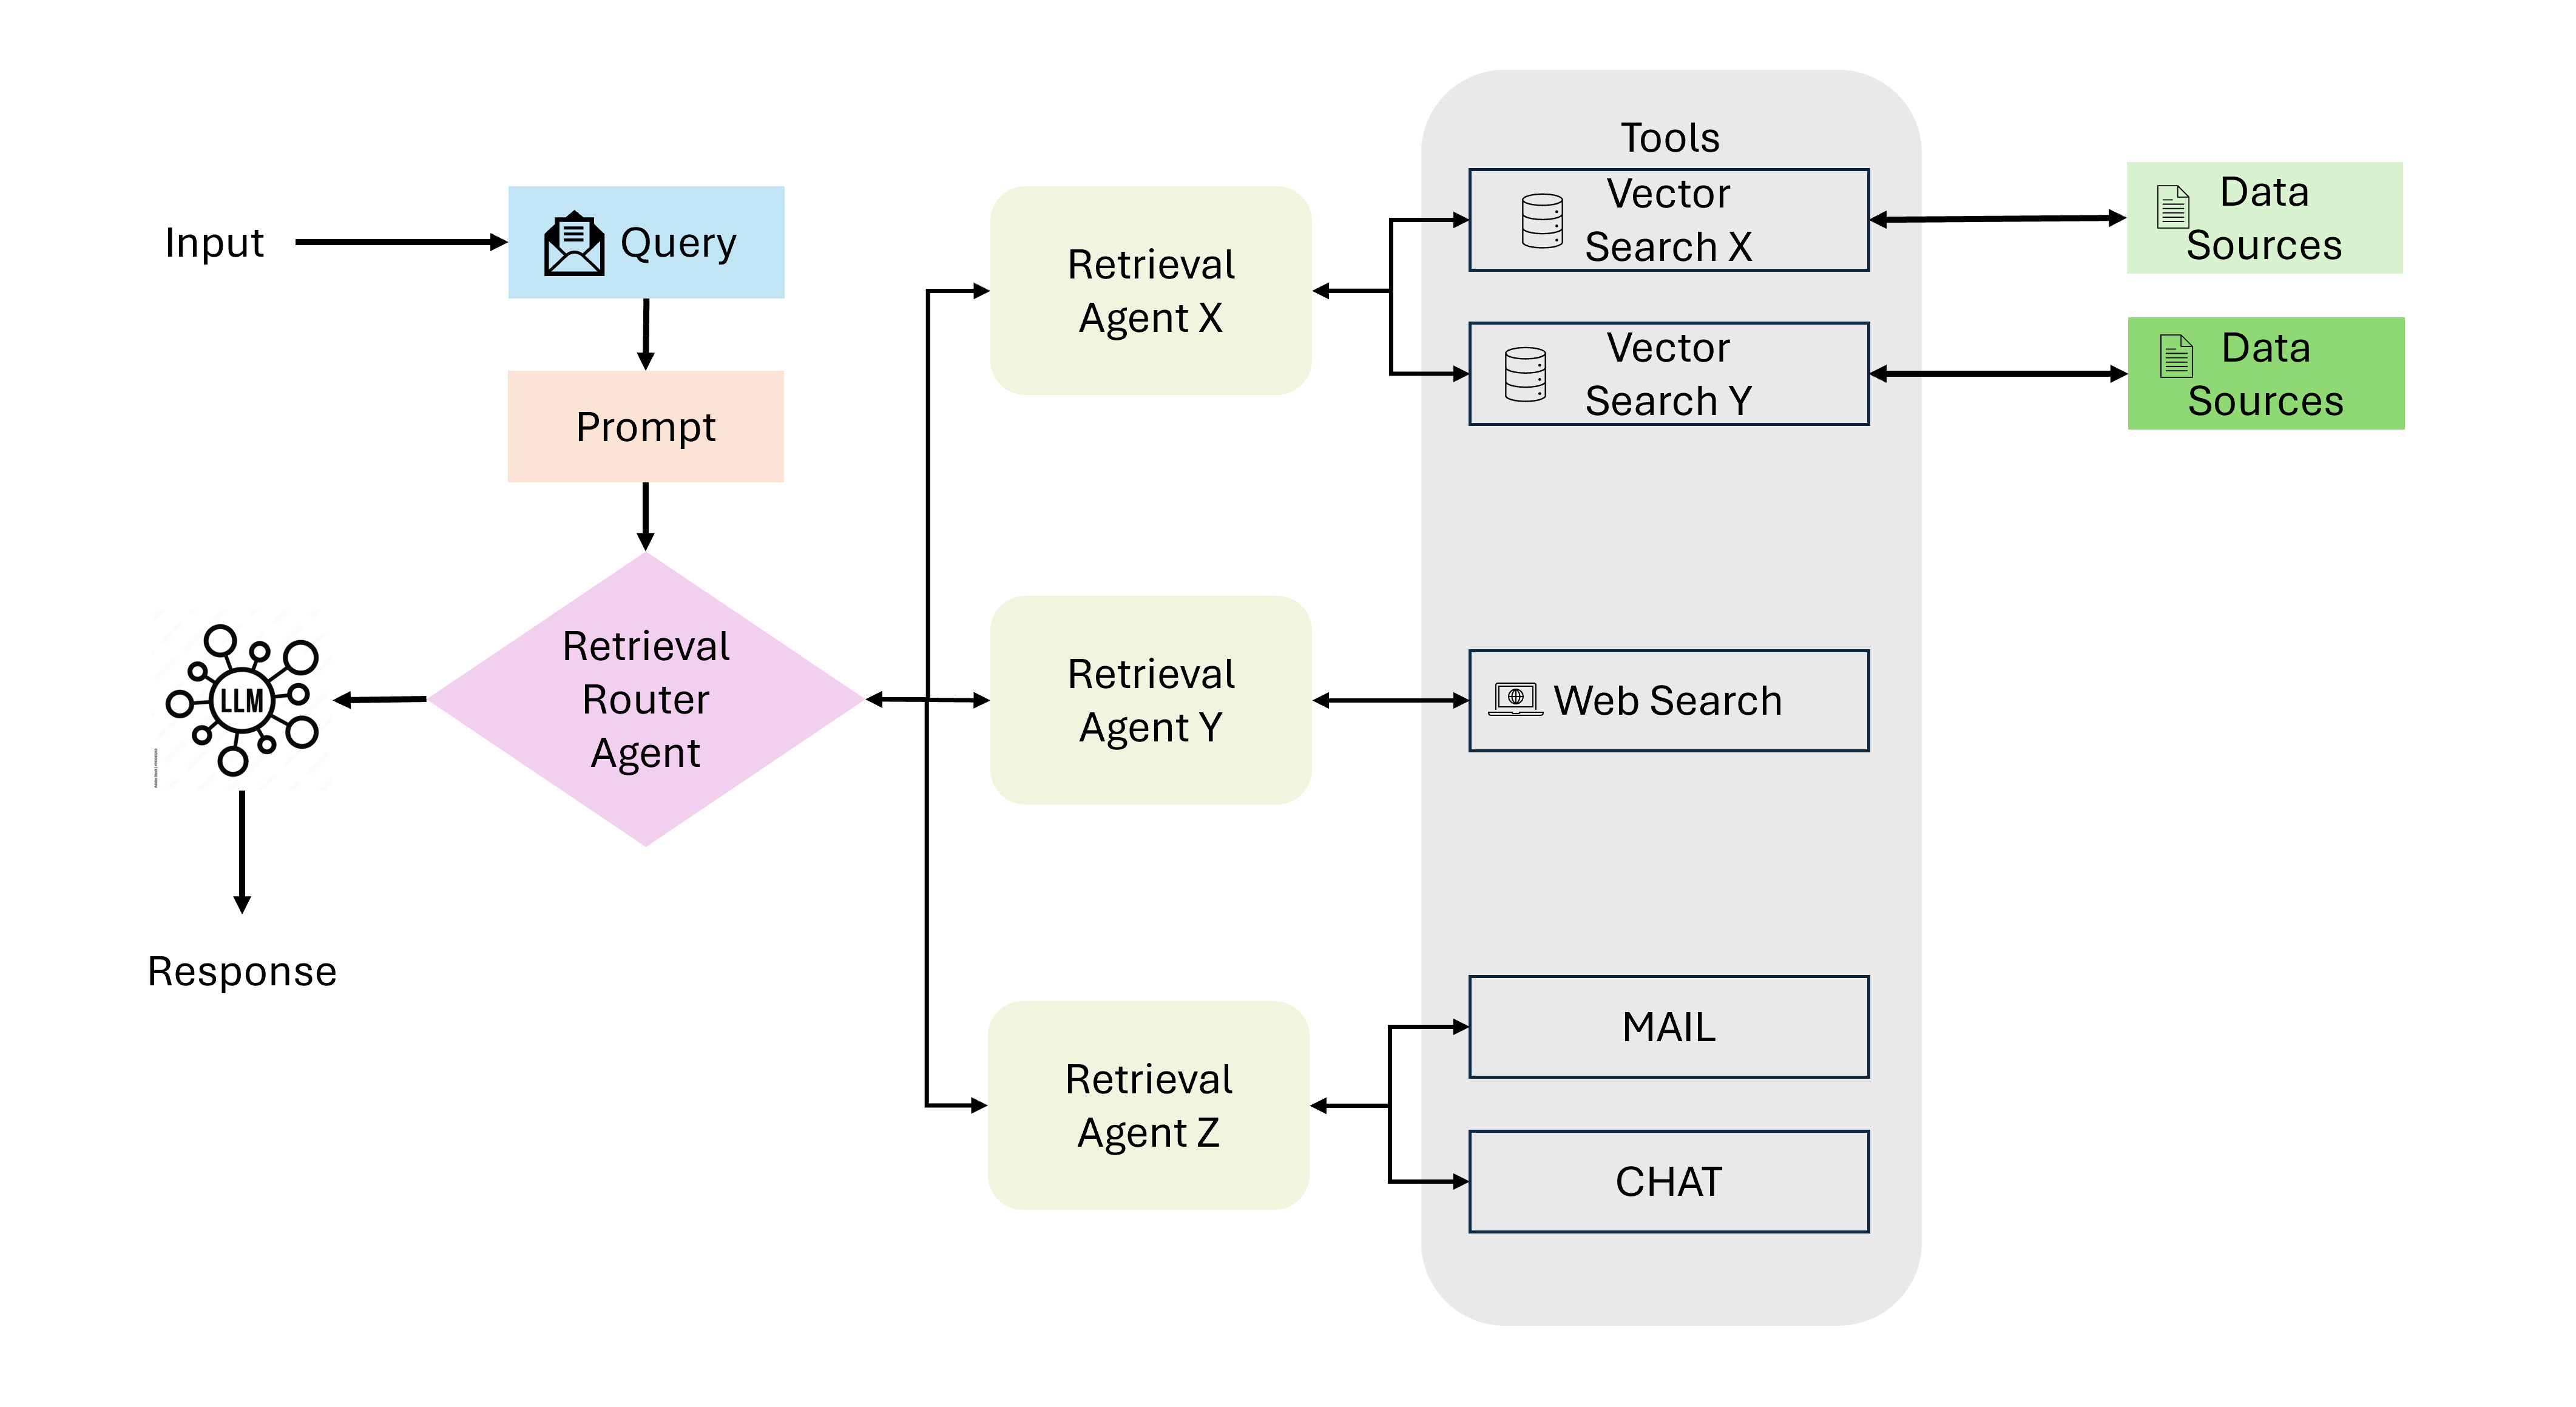 Tools
Input
Query
Prompt
Retrieval
Router
Agent
LLM
Response
Retrieval
Agent X
Retrieval
Agent Y
Retrieval
Agent Z
Vector
Search X
Vector
Search Y
Web Search
MAIL
CHAT
Data
Sources
Data
Sources